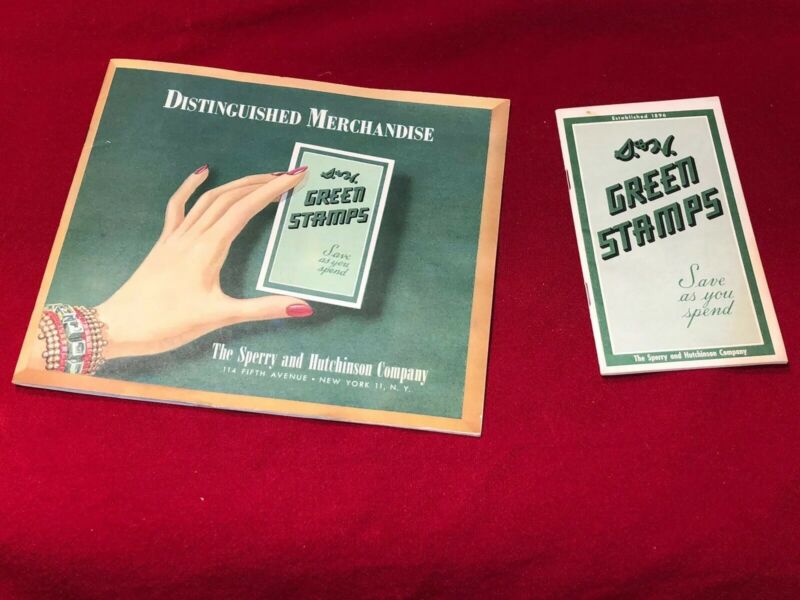 DISTINGUISHED MERCHANDISE
S&H
GREEN
STAMPS
Save
as you
spend
The Sperry and Hutchinson Company
114 FIFTH AVENUE • NEW YORK 11, N. Y.
Established 1896
S&H
GREEN
STAMPS
Save
as you
spend
The Sperry and Hutchinson Company